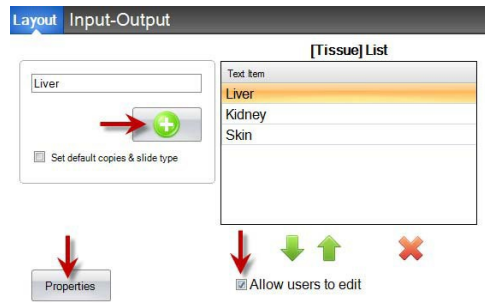 Layout Input-Output
[Tissue] List
Liver
Text Item
Liver
Kidney
Skin
Set default copies & slide type
Properties
Allow users to edit